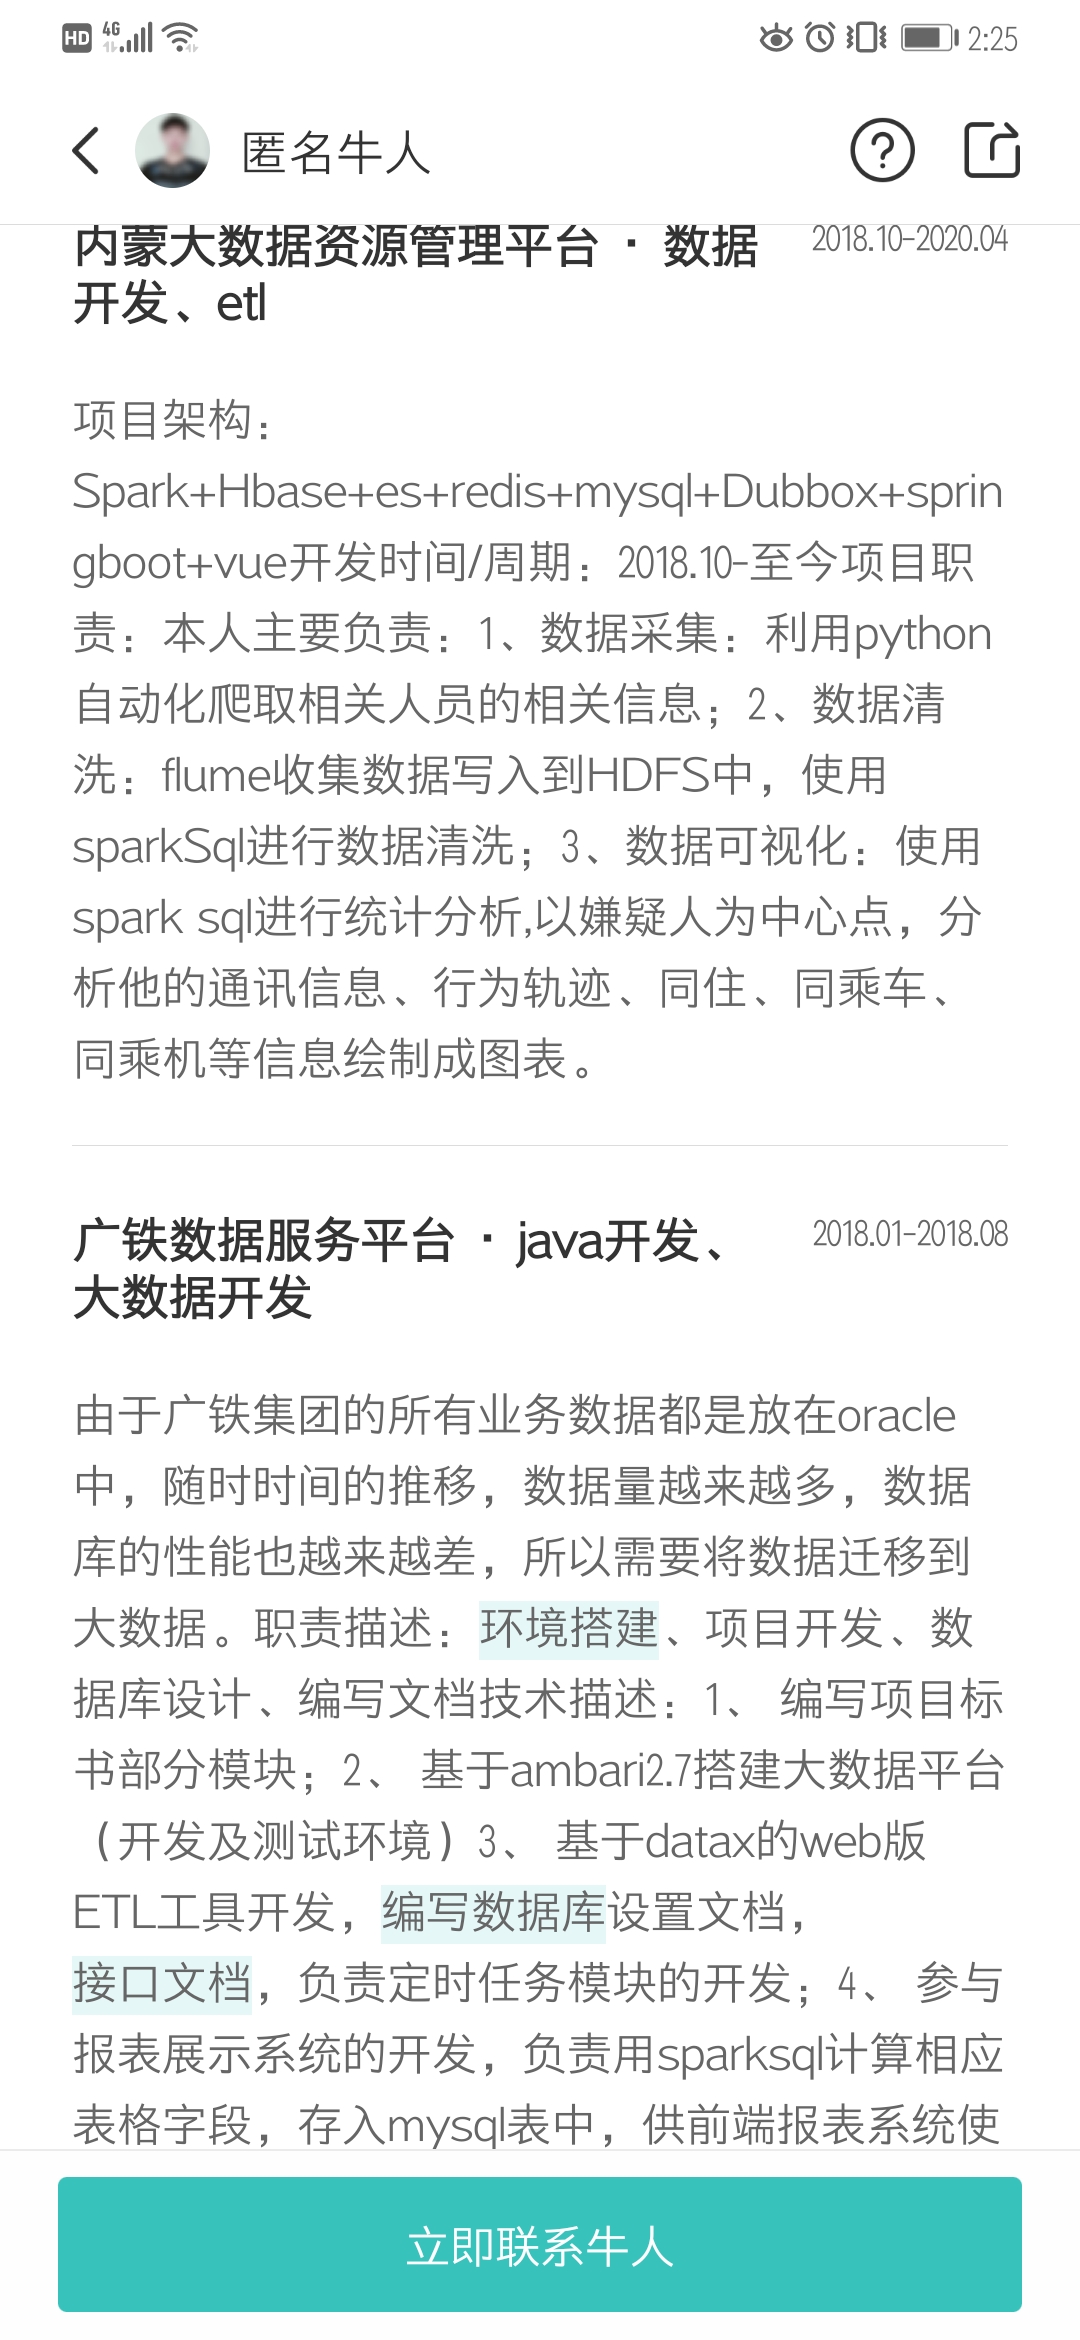 HD 4G 2:25
匿名牛人
内蒙大数据资源管理平台 · 数据 2018.10-2020.04
开发、etl
项目架构：
Spark+Hbase+es+redis+mysql+Dubbox+sprin
gboot+vue开发时间/周期：2018.10-至今项目职
责：本人主要负责：1、数据采集：利用python
自动化爬取相关人员的相关信息；2、数据清
洗：flume收集数据写入到HDFS中，使用
sparkSql进行数据清洗；3、数据可视化：使用
spark sql进行统计分析,以嫌疑人为中心点，分
析他的通讯信息、行为轨迹、同住、同乘车、
同乘机等信息绘制成图表。
广铁数据服务平台 · java开发、 2018.01-2018.08
大数据开发
由于广铁集团的所有业务数据都是放在oracle
中，随时时间的推移，数据量越来越多，数据
库的性能也越来越差，所以需要将数据迁移到
大数据。职责描述：环境搭建、项目开发、数
据库设计、编写文档技术描述：1、 编写项目标
书部分模块；2、 基于ambari2.7搭建大数据平台
（开发及测试环境）3、 基于datax的web版
ETL工具开发，编写数据库设置文档，
接口文档，负责定时任务模块的开发；4、 参与
报表展示系统的开发，负责用sparksql计算相应
表格字段，存入mysql表中，供前端报表系统使
立即联系牛人